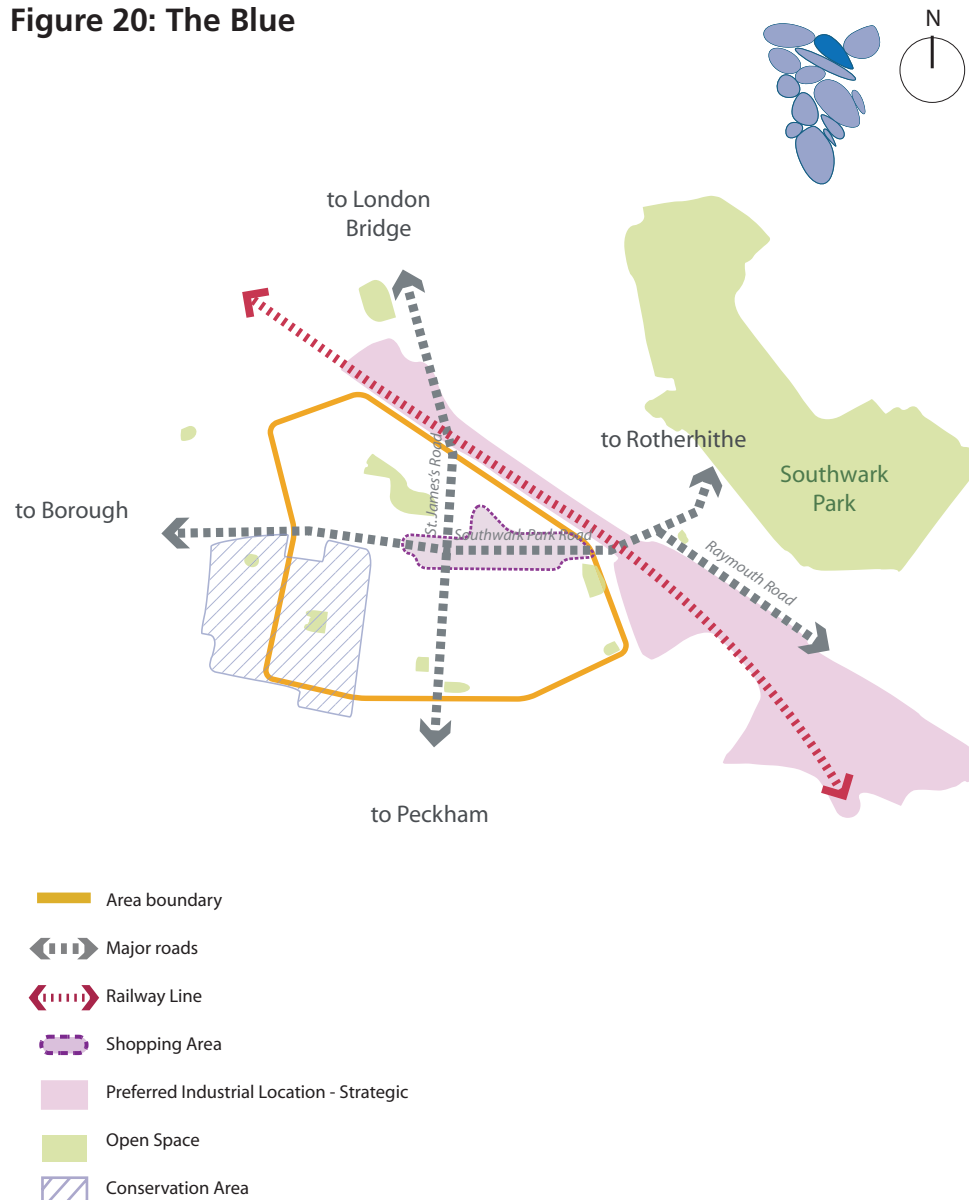 Figure 20: The Blue
N
to London
Bridge
to Rotherhithe
Southwark
Park
St.James's Road
to Borough
Southwark Park Road
Raymouth Road
to Peckham
Area boundary
Major roads
Railway Line
Shopping Area
Preferred Industrial Location - Strategic
Open Space
Conservation Area